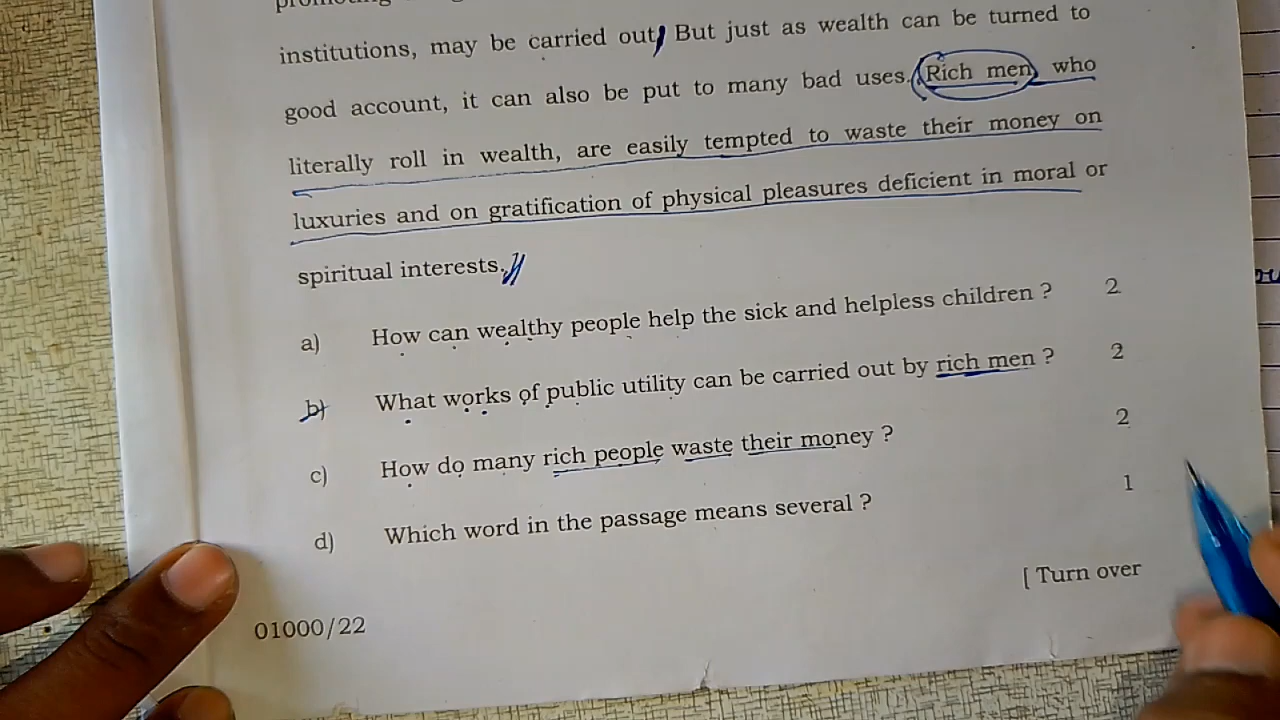 institutions, may be carried out. But just as wealth can be turned to
good account, it can also be put to many bad uses. Rich men, who
literally roll in wealth, are easily tempted to waste their money on
luxuries and on gratification of physical pleasures deficient in moral or
spiritual interests.
a) How can wealthy people help the sick and helpless children ? 2
b) What works of public utility can be carried out by rich men ? 2
c) How do many rich people waste their money ? 2
d) Which word in the passage means several ? 1
[ Turn over
01000/22